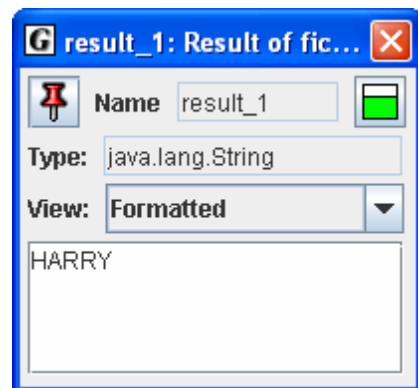 G result_1: Result of fic...
Name result_1
Type: java.lang.String
View: Formatted
HARRY